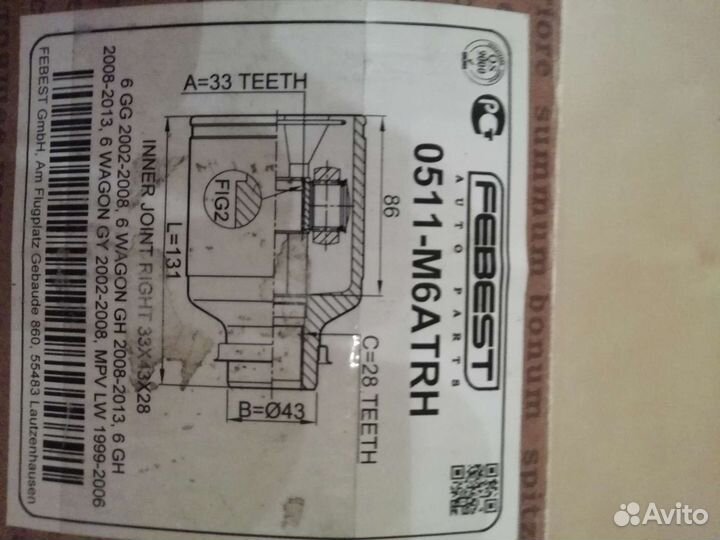 FEBEST
AUTO PARTS
0511-M6ATRH
A=33 TEETH
86
FIG2
L=131
C=28 TEETH
B=Ø43
INNER JOINT RIGHT 33X43X28
6 GG 2002-2008, 6 WAGON GH 2008-2013, 6 GH
2008-2013, 6 WAGON GY 2002-2008, MPV LW 1999-2006
FEBEST GmbH, Am Flugplatz Gebaude 860, 55483 Lautzenhausen
summum bonum
Avito